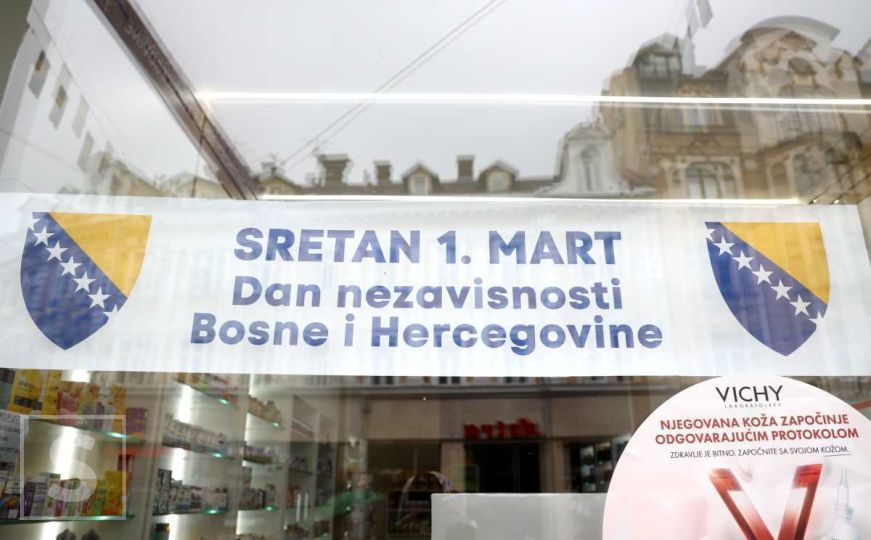 SRETAN 1. MART
Dan nezavisnosti
Bosne i Hercegovine
VICHY
LABORATOIRES
NJEGOVANA KOŽA ZAPOČINJE
ODGOVARAJUĆIM PROTOKOLOM
ZDRAVLJE JE BITNO. ZAPOČNITE SA SVOJOM KOŽOM.
S